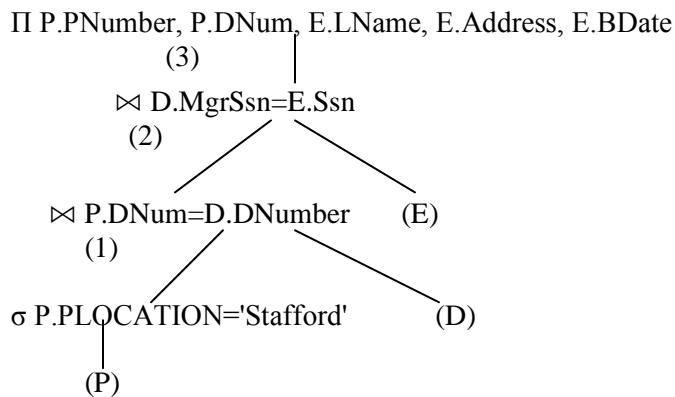 Π P.PNumber, P.DNum, E.LName, E.Address, E.BDate
(3)
⋈ D.MgrSsn=E.Ssn
(2)
⋈ P.DNum=D.DNumber (E)
(1)
σ P.PLOCATION='Stafford' (D)
(P)